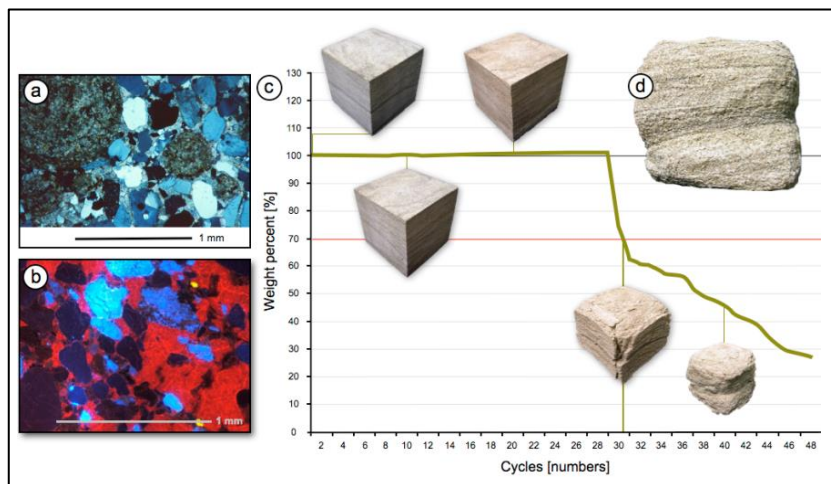 a
1 mm
b
1 mm
c
d
Weight percent [%]
130
120
110
100
90
80
70
60
50
40
30
20
10
0
2 4 6 8 10 12 14 16 18 20 22 24 26 28 30 32 34 36 38 40 42 44 46 48
Cycles [numbers]